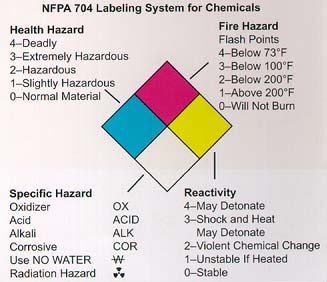 NFPA 704 Labeling System for Chemicals
Health Hazard
4–Deadly
3–Extremely Hazardous
2–Hazardous
1–Slightly Hazardous
0–Normal Material
Fire Hazard
Flash Points
4–Below 73°F
3–Below 100°F
2–Below 200°F
1–Above 200°F
0–Will Not Burn
Specific Hazard
Oxidizer OX
Acid ACID
Alkali ALK
Corrosive COR
Use NO WATER W̶
Radiation Hazard ☢
Reactivity
4–May Detonate
3–Shock and Heat
May Detonate
2–Violent Chemical Change
1–Unstable If Heated
0–Stable